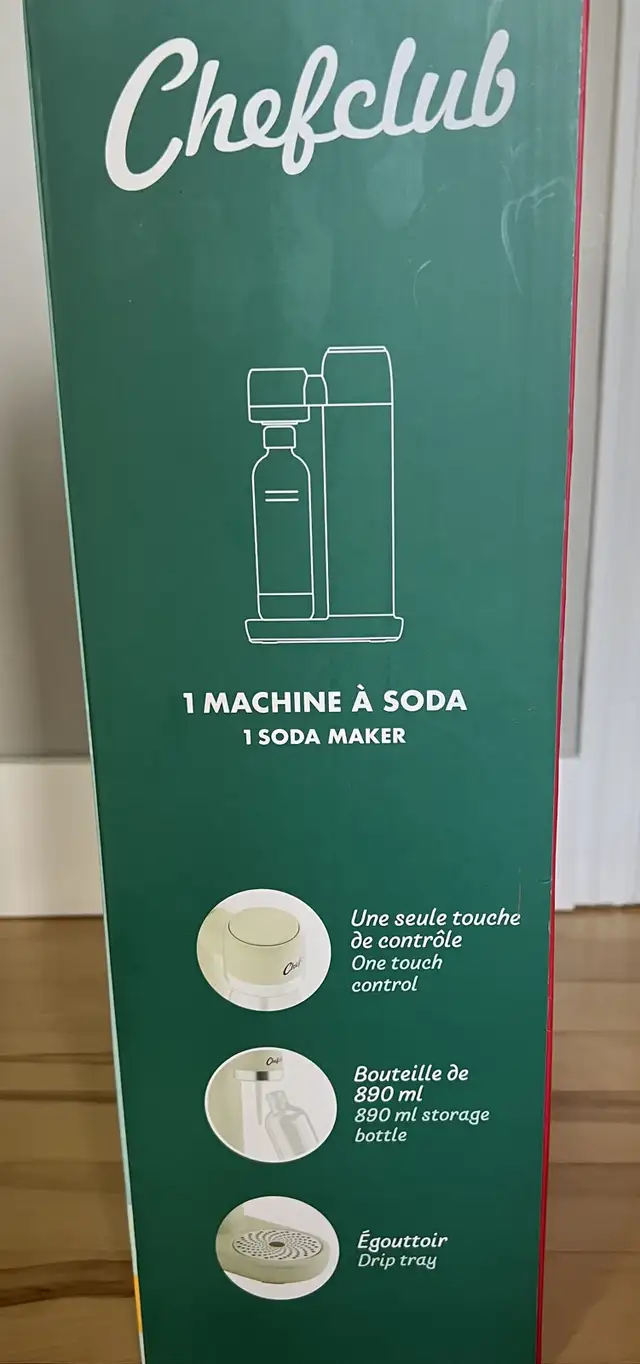 Chefclub
1 MACHINE À SODA
1 SODA MAKER
Une seule touche
de contrôle
One touch
control
Chef
Bouteille de
890 ml
890 ml storage
bottle
Égouttoir
Drip tray